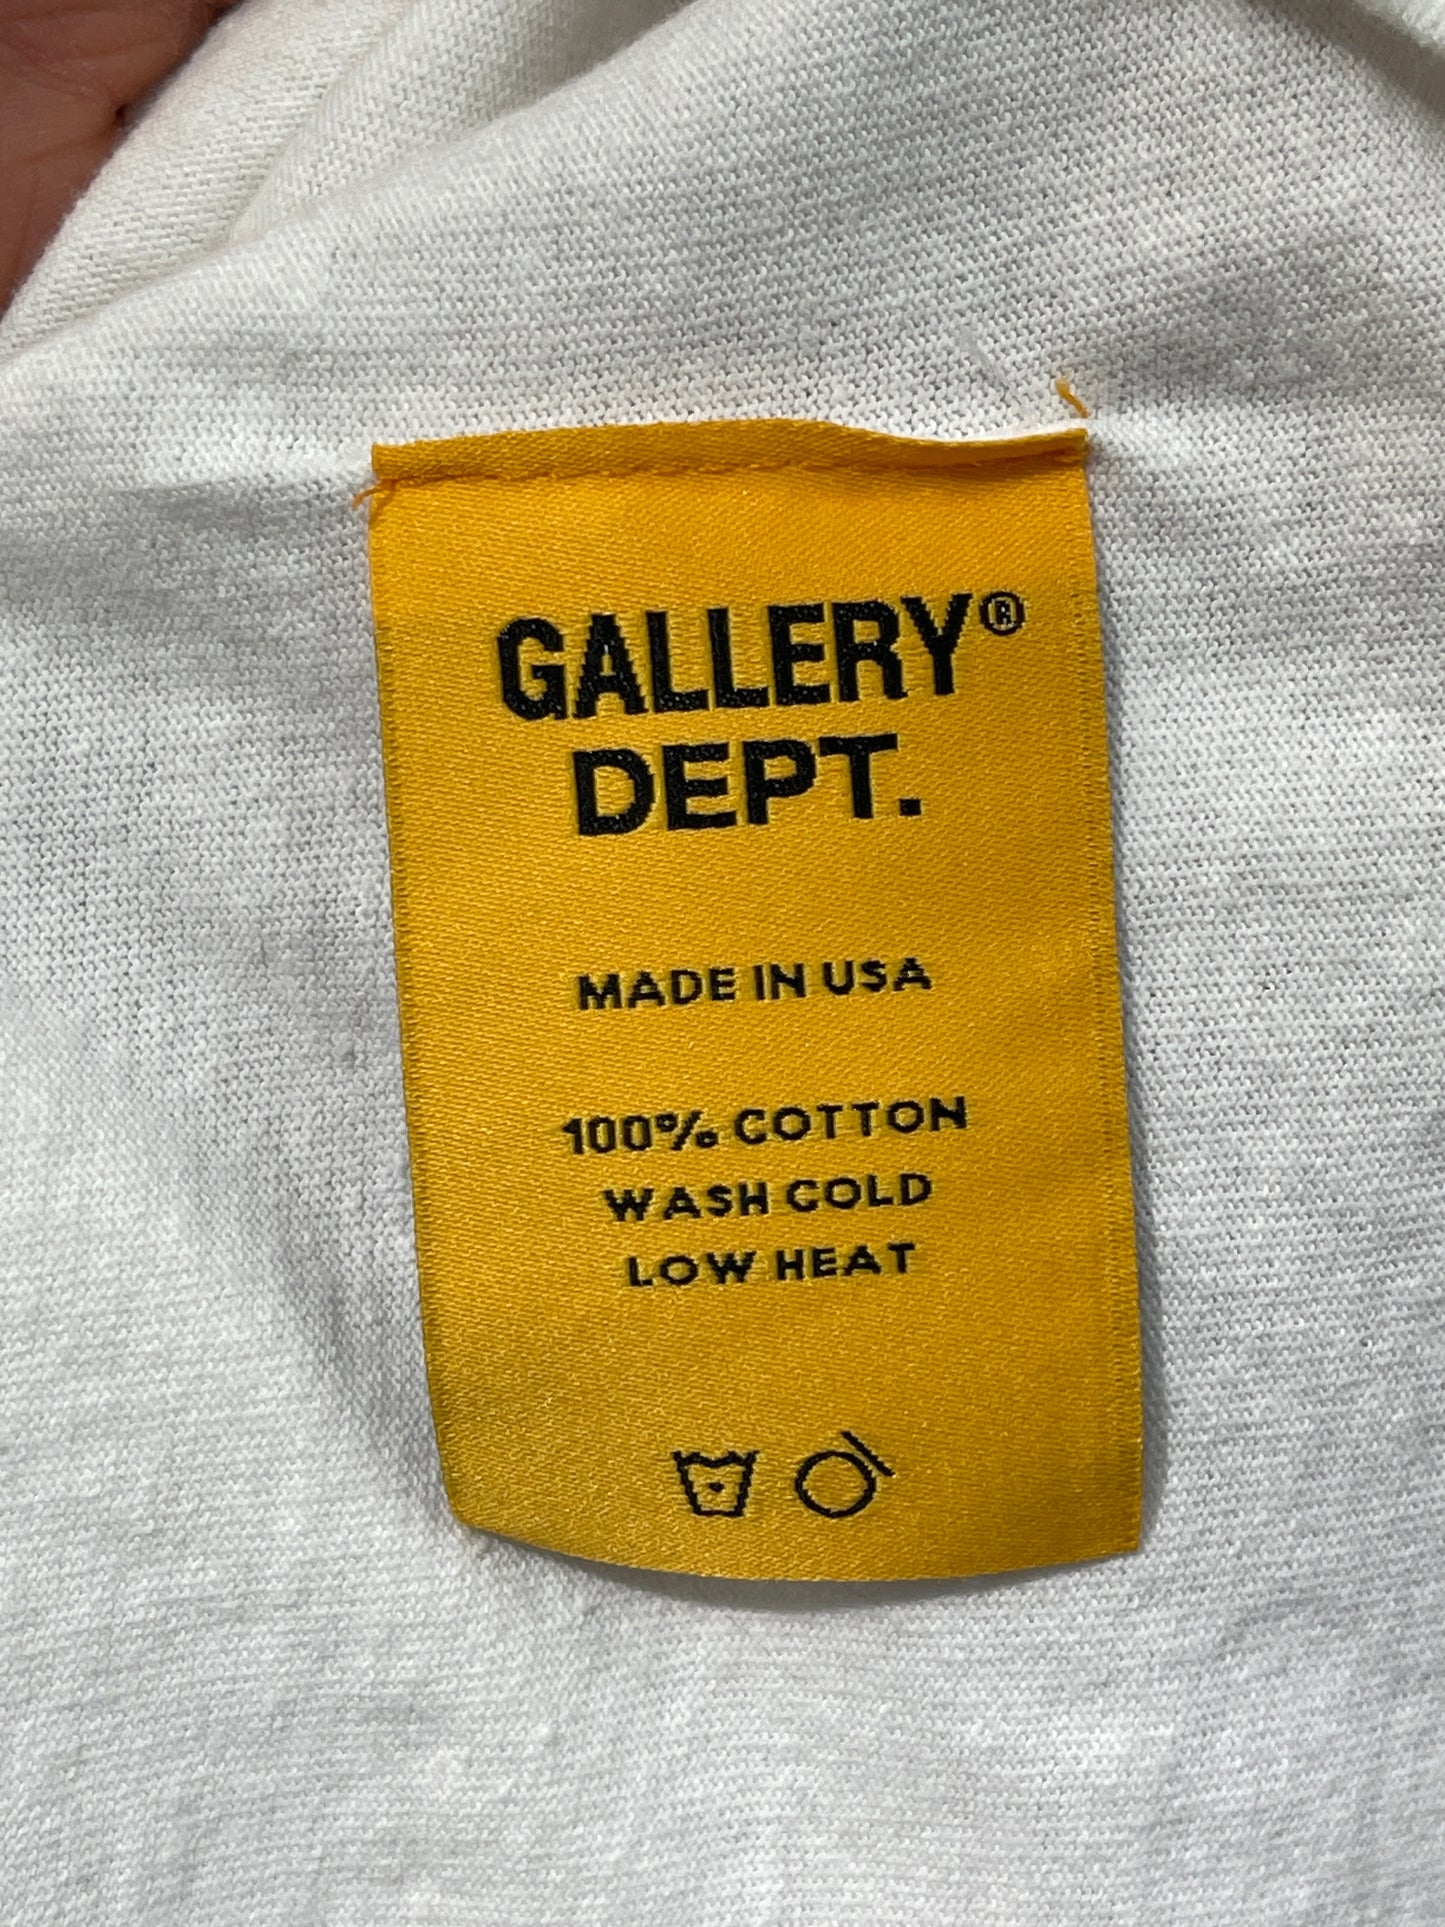 GALLERY®
DEPT.
MADE IN USA
100% COTTON
WASH COLD
LOW HEAT